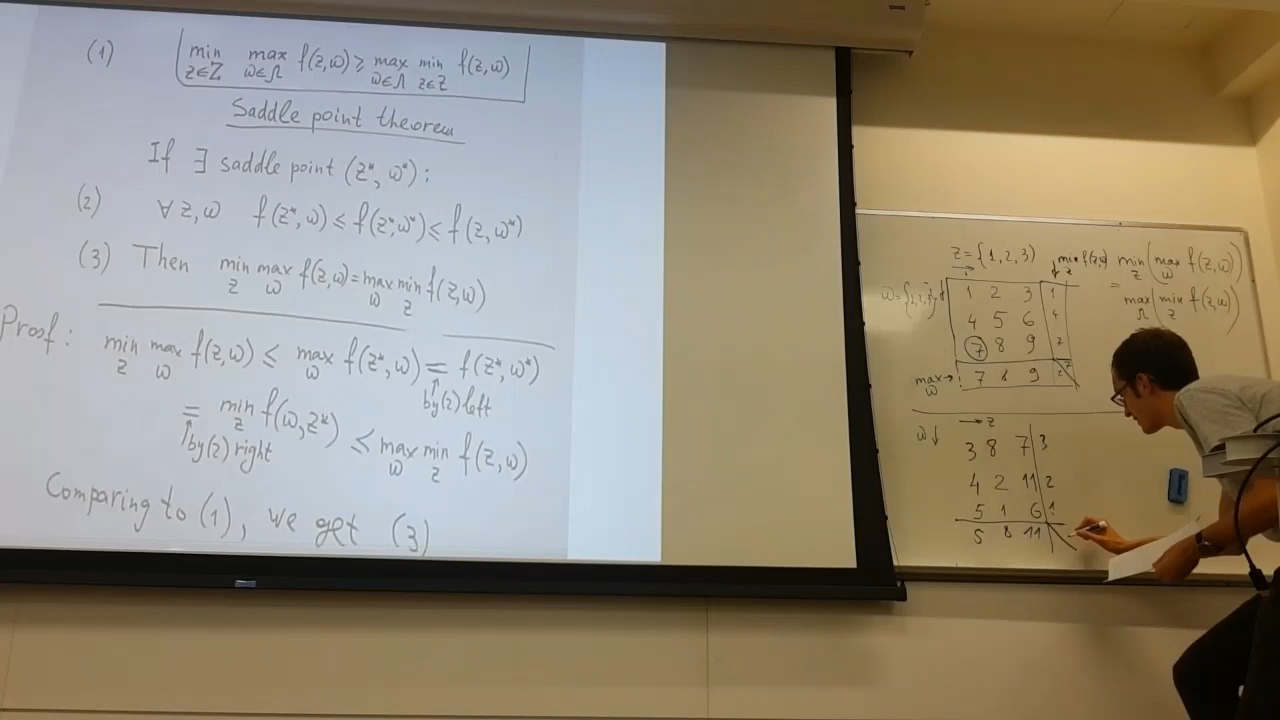 (1) min z∈Z max ω∈Λ f(z,ω) ⩾ max ω∈Λ min z∈Z f(z,ω)
Saddle point theorem
If ∃ saddle point (z*, ω*):
(2) ∀ z,ω f(z*,ω) ≤ f(z*,ω*) ≤ f(z,ω*)
(3) Then min z max ω f(z,ω) = max ω min z f(z,ω)
Proof: min z max ω f(z,ω) ≤ max ω f(z*,ω) = f(z*,ω*)
by(2) left
= min z f(ω,z*) ≤ max ω min z f(z,ω)
by(2) right
Comparing to (1), we get (3)
z={1,2,3)
→
↓ min z f(z,ω)
min z (max ω f(z,ω))
=
max Λ (min z f(z,ω))
1 2 3 1
4 5 6 4
7 8 9 7
max ω → 7 8 9
→ z
ω↓
3 8 7 3
4 2 11 2
5 1 6 1
5 8 11